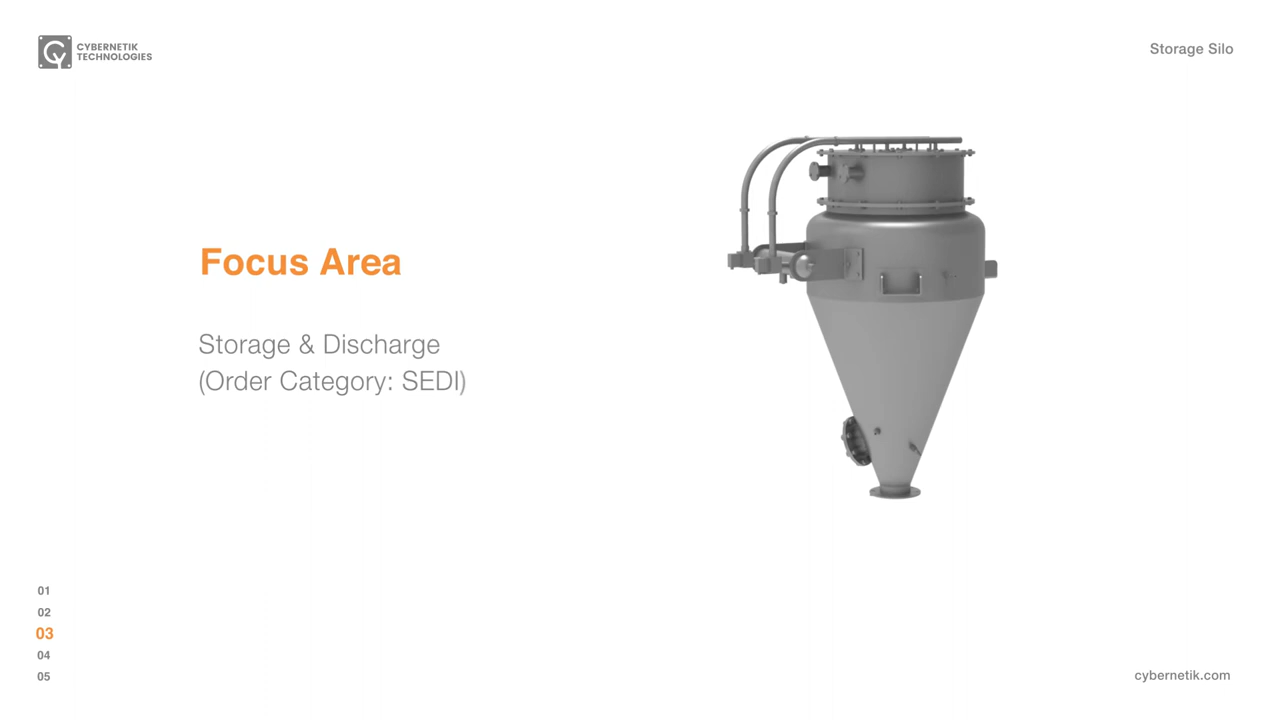 CYBERNETIK
TECHNOLOGIES
Storage Silo
Focus Area
Storage & Discharge
(Order Category: SEDI)
01
02
03
04
05
cybernetik.com